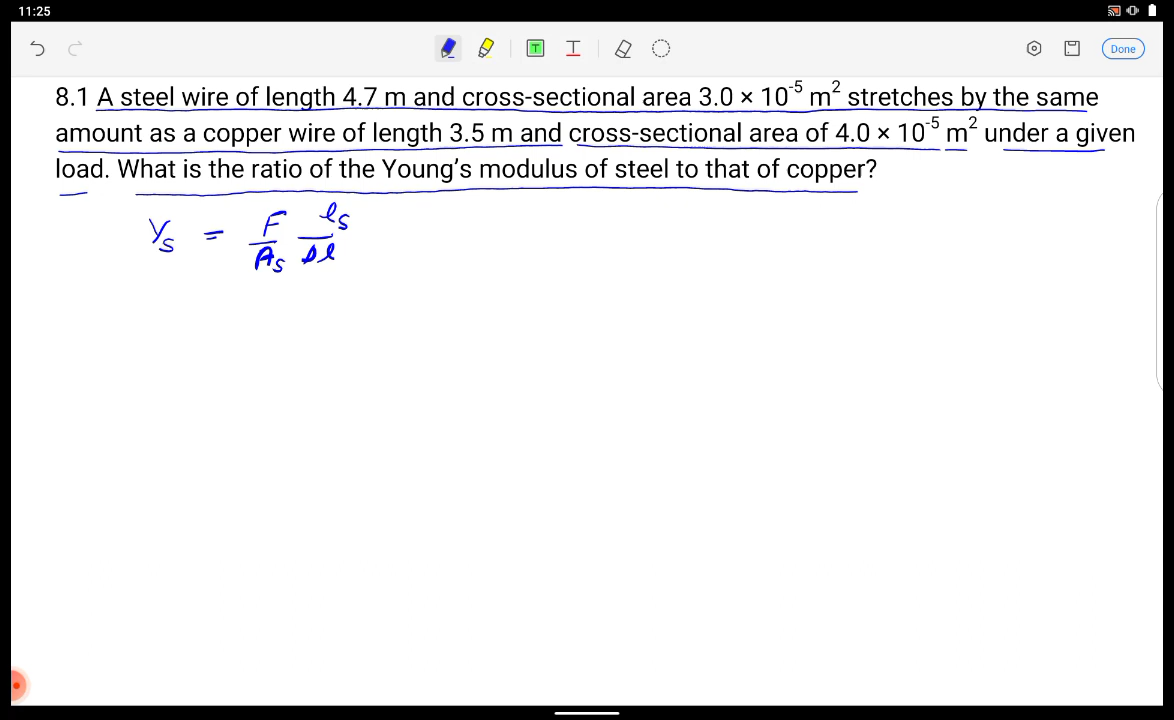 11:25
T T Done
8.1 A steel wire of length 4.7 m and cross-sectional area 3.0 × 10⁻⁵ m² stretches by the same
amount as a copper wire of length 3.5 m and cross-sectional area of 4.0 × 10⁻⁵ m² under a given
load. What is the ratio of the Young’s modulus of steel to that of copper?
Yₛ = F/Aₛ lₛ/Δl